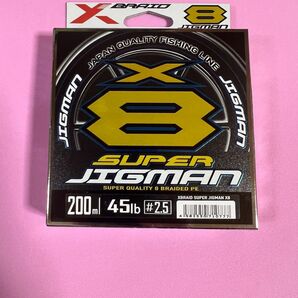 X BRAID
8
JIGMAN
JAPAN QUALITY FISHING LINE
JIGMAN
JIGMAN
X
8
SUPER
JIGMAN
SUPER QUALITY 8 BRAIDED PE
200m
45lb
#2.5
XBRAID SUPER JIGMAN X8